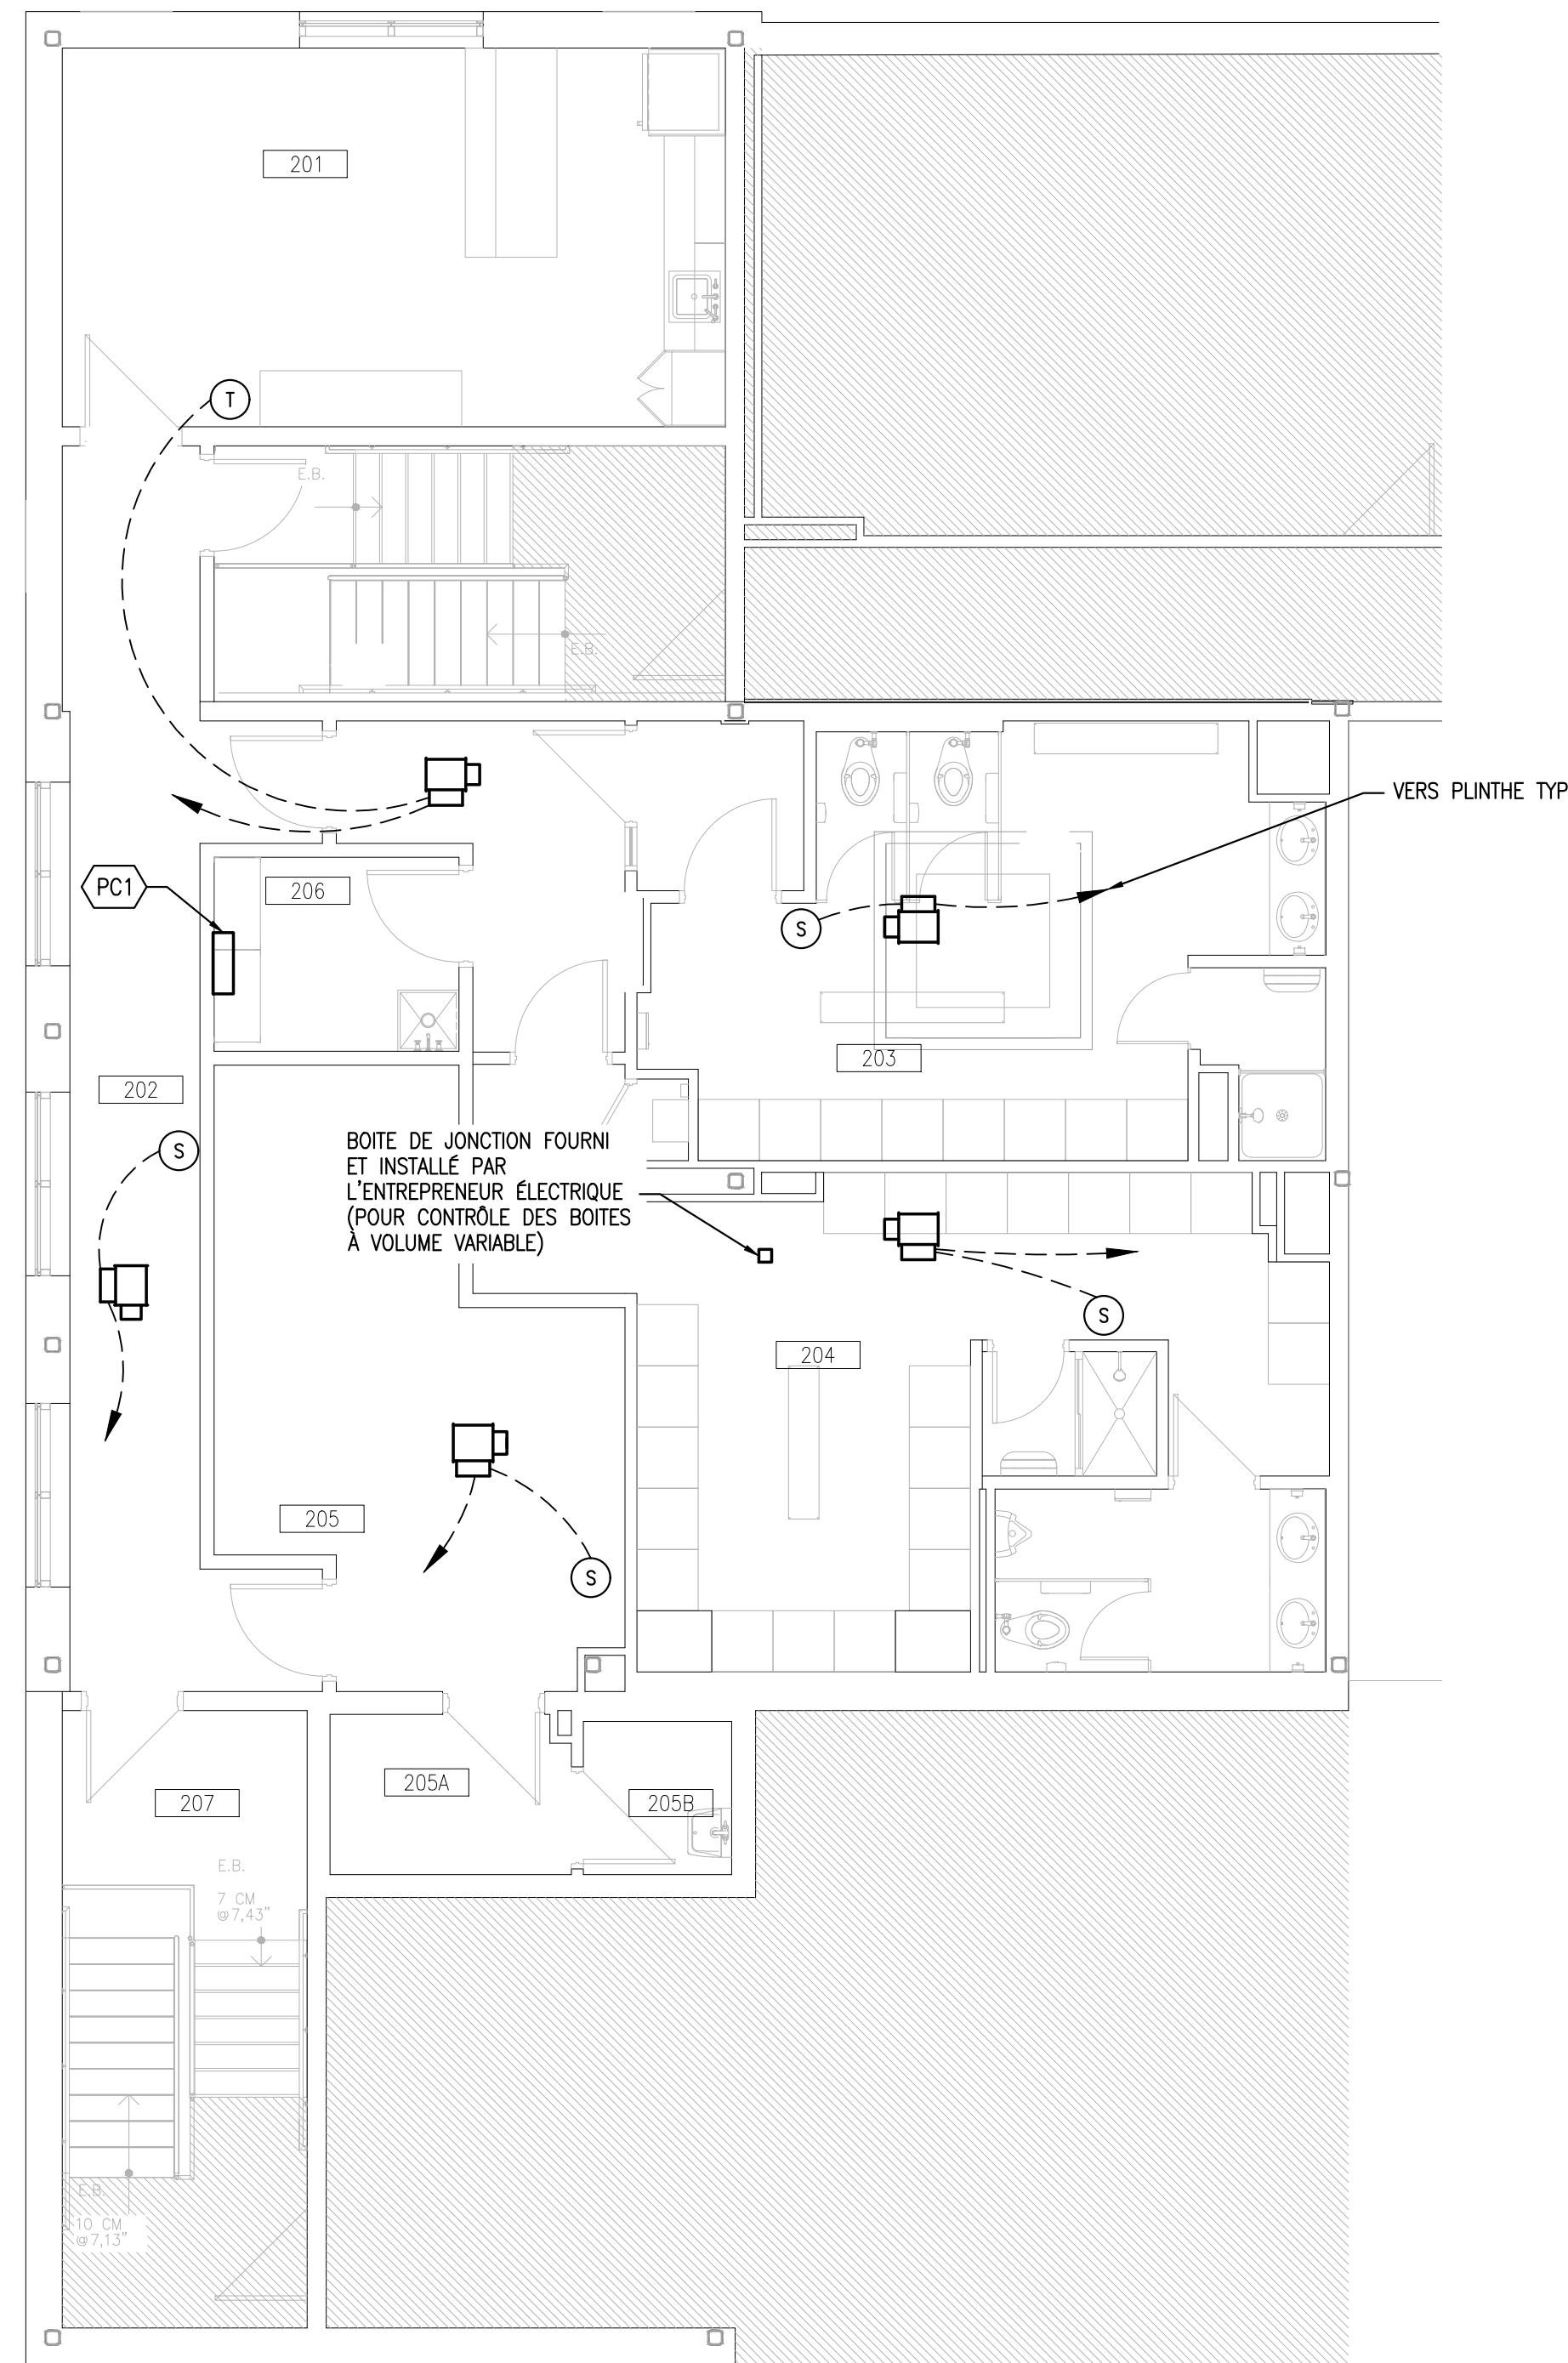 201
T
E.B.
E.B.
VERS PLINTHE TYP
PC1
206
S
203
202
S
BOITE DE JONCTION FOURNI
ET INSTALLÉ PAR
L'ENTREPRENEUR ÉLECTRIQUE
(POUR CONTRÔLE DES BOITES
À VOLUME VARIABLE)
S
204
205
S
205A
205B
207
E.B.
7 CM
@7,43"
E.B.
10 CM
@7,13"